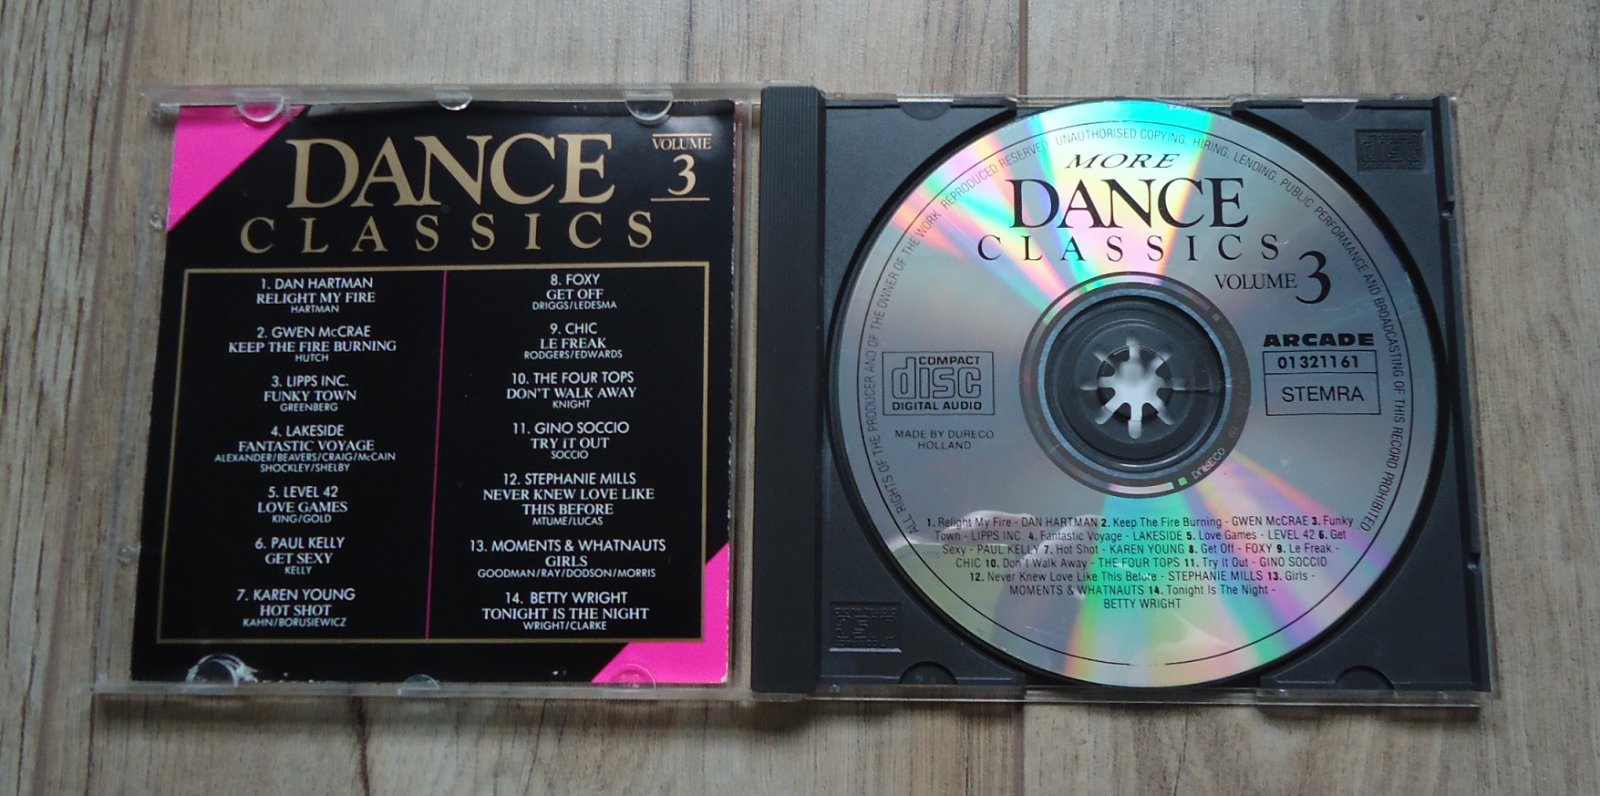 DANCE
CLASSICS
VOLUME
3
1. DAN HARTMAN
RELIGHT MY FIRE
HARTMAN
2. GWEN McCRAE
KEEP THE FIRE BURNING
HUTCH
3. LIPPS INC.
FUNKY TOWN
GREENBERG
4. LAKESIDE
FANTASTIC VOYAGE
ALEXANDER/BEAVERS/CRAIG/McCAIN
SHOCKLEY/SHELBY
5. LEVEL 42
LOVE GAMES
KING/GOLD
6. PAUL KELLY
GET SEXY
KELLY
7. KAREN YOUNG
HOT SHOT
KAHN/BORUSIEWICZ
8. FOXY
GET OFF
DRIGGS/LEDESMA
9. CHIC
LE FREAK
RODGERS/EDWARDS
10. THE FOUR TOPS
DON'T WALK AWAY
KNIGHT
11. GINO SOCCIO
TRY IT OUT
SOCCIO
12. STEPHANIE MILLS
NEVER KNEW LOVE LIKE
THIS BEFORE
MTUME/LUCAS
13. MOMENTS & WHATNAUTS
GIRLS
GOODMAN/RAY/DODSON/MORRIS
14. BETTY WRIGHT
TONIGHT IS THE NIGHT
WRIGHT/CLARKE
ALL RIGHTS OF THE PRODUCER AND OF THE OWNER OF THE WORK REPRODUCED RESERVED. UNAUTHORISED COPYING, HIRING, LENDING, PUBLIC PERFORMANCE AND BROADCASTING OF THIS RECORD PROHIBITED
MORE
DANCE
CLASSICS
VOLUME 3
COMPACT
disc
DIGITAL AUDIO
MADE BY DURECO
HOLLAND
ARCADE
01321161
STEMRA
DURECO
1. Relight My Fire - DAN HARTMAN 2. Keep The Fire Burning - GWEN McCRAE 3. Funky
Town - LIPPS INC. 4. Fantastic Voyage - LAKESIDE 5. Love Games - LEVEL 42 6. Get
Sexy - PAUL KELLY 7. Hot Shot - KAREN YOUNG 8. Get Off - FOXY 9. Le Freak -
CHIC 10. Don't Walk Away - THE FOUR TOPS 11. Try It Out - GINO SOCCIO
12. Never Knew Love Like This Before - STEPHANIE MILLS 13. Girls -
MOMENTS & WHATNAUTS 14. Tonight Is The Night -
BETTY WRIGHT